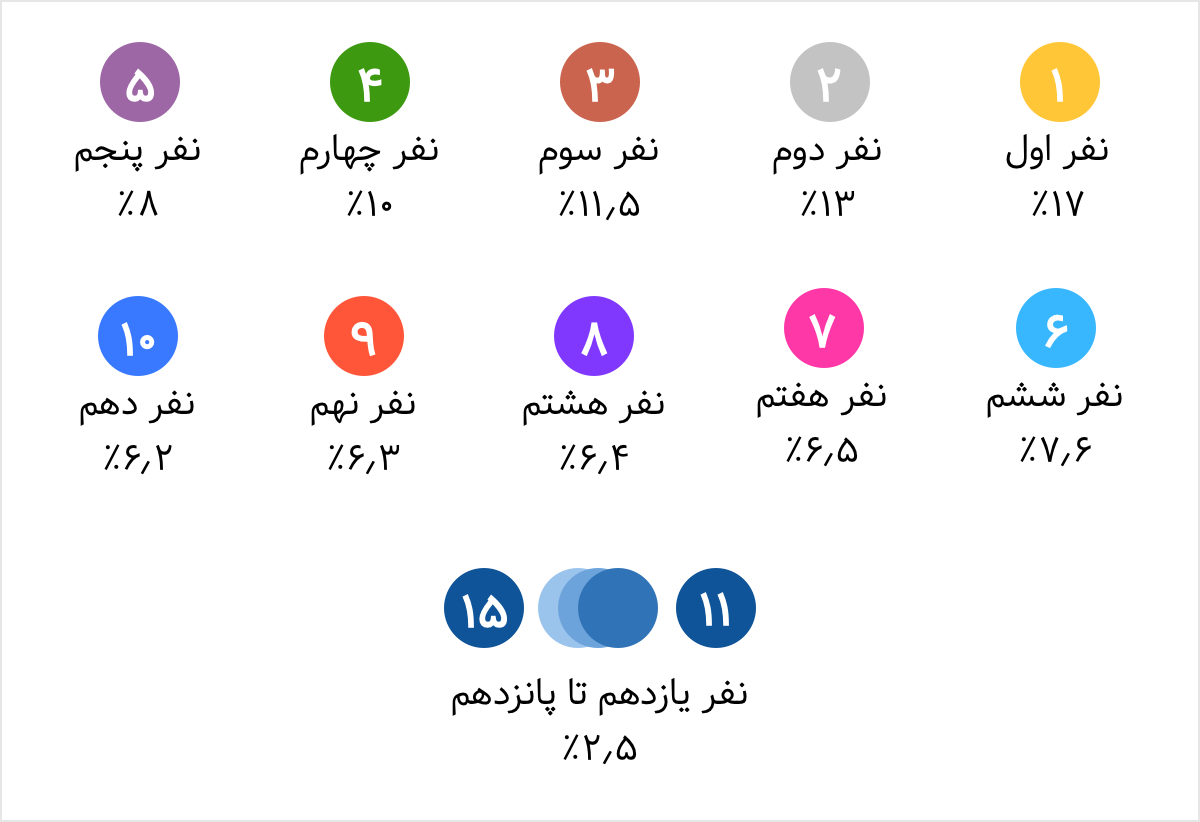 ۱
نفر اول
٪۱۷
۲
نفر دوم
٪۱۳
۳
نفر سوم
٪۱۱٫۵
۴
نفر چهارم
٪۱۰
۵
نفر پنجم
٪۸
۶
نفر ششم
٪۷٫۶
۷
نفر هفتم
٪۶٫۵
۸
نفر هشتم
٪۶٫۴
۹
نفر نهم
٪۶٫۳
۱۰
نفر دهم
٪۶٫۲
۱۱
۱۵
نفر یازدهم تا پانزدهم
٪۲٫۵